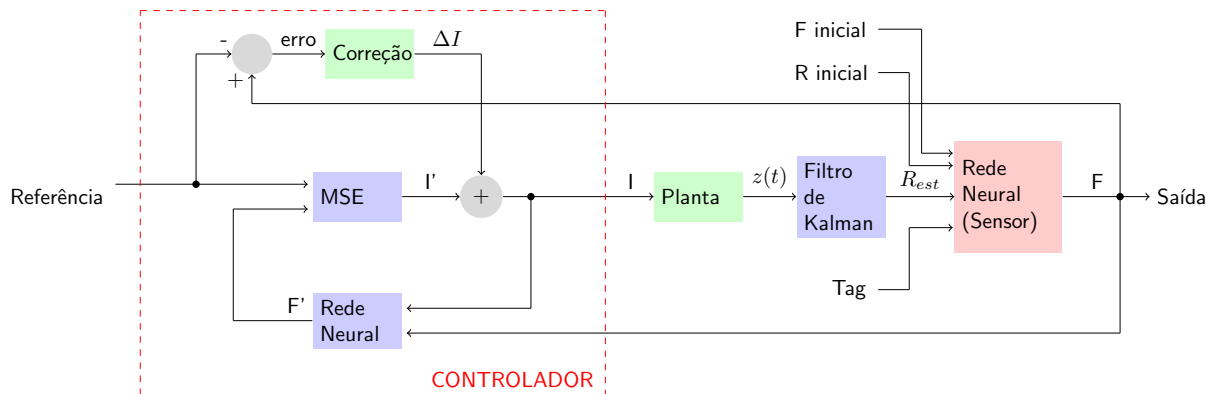 F inicial
R inicial
-
erro
Correção
ΔI
+
Referência
MSE
I'
+
I
Planta
z(t)
Filtro
de
Kalman
R_est
Rede
Neural
(Sensor)
F
Saída
Tag
F'
Rede
Neural
CONTROLADOR